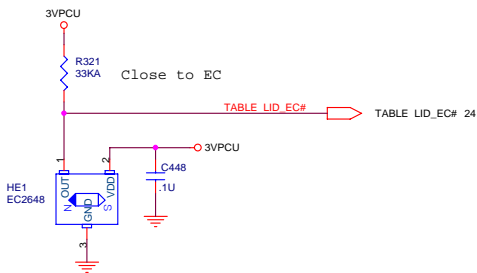 3VPCU
R321
33KA
Close to EC
TABLE LID_EC#
TABLE LID_EC# 24
1
2
3VPCU
C448
.1U
HE1
EC2648
OUT
VDD
N
S
GND
3